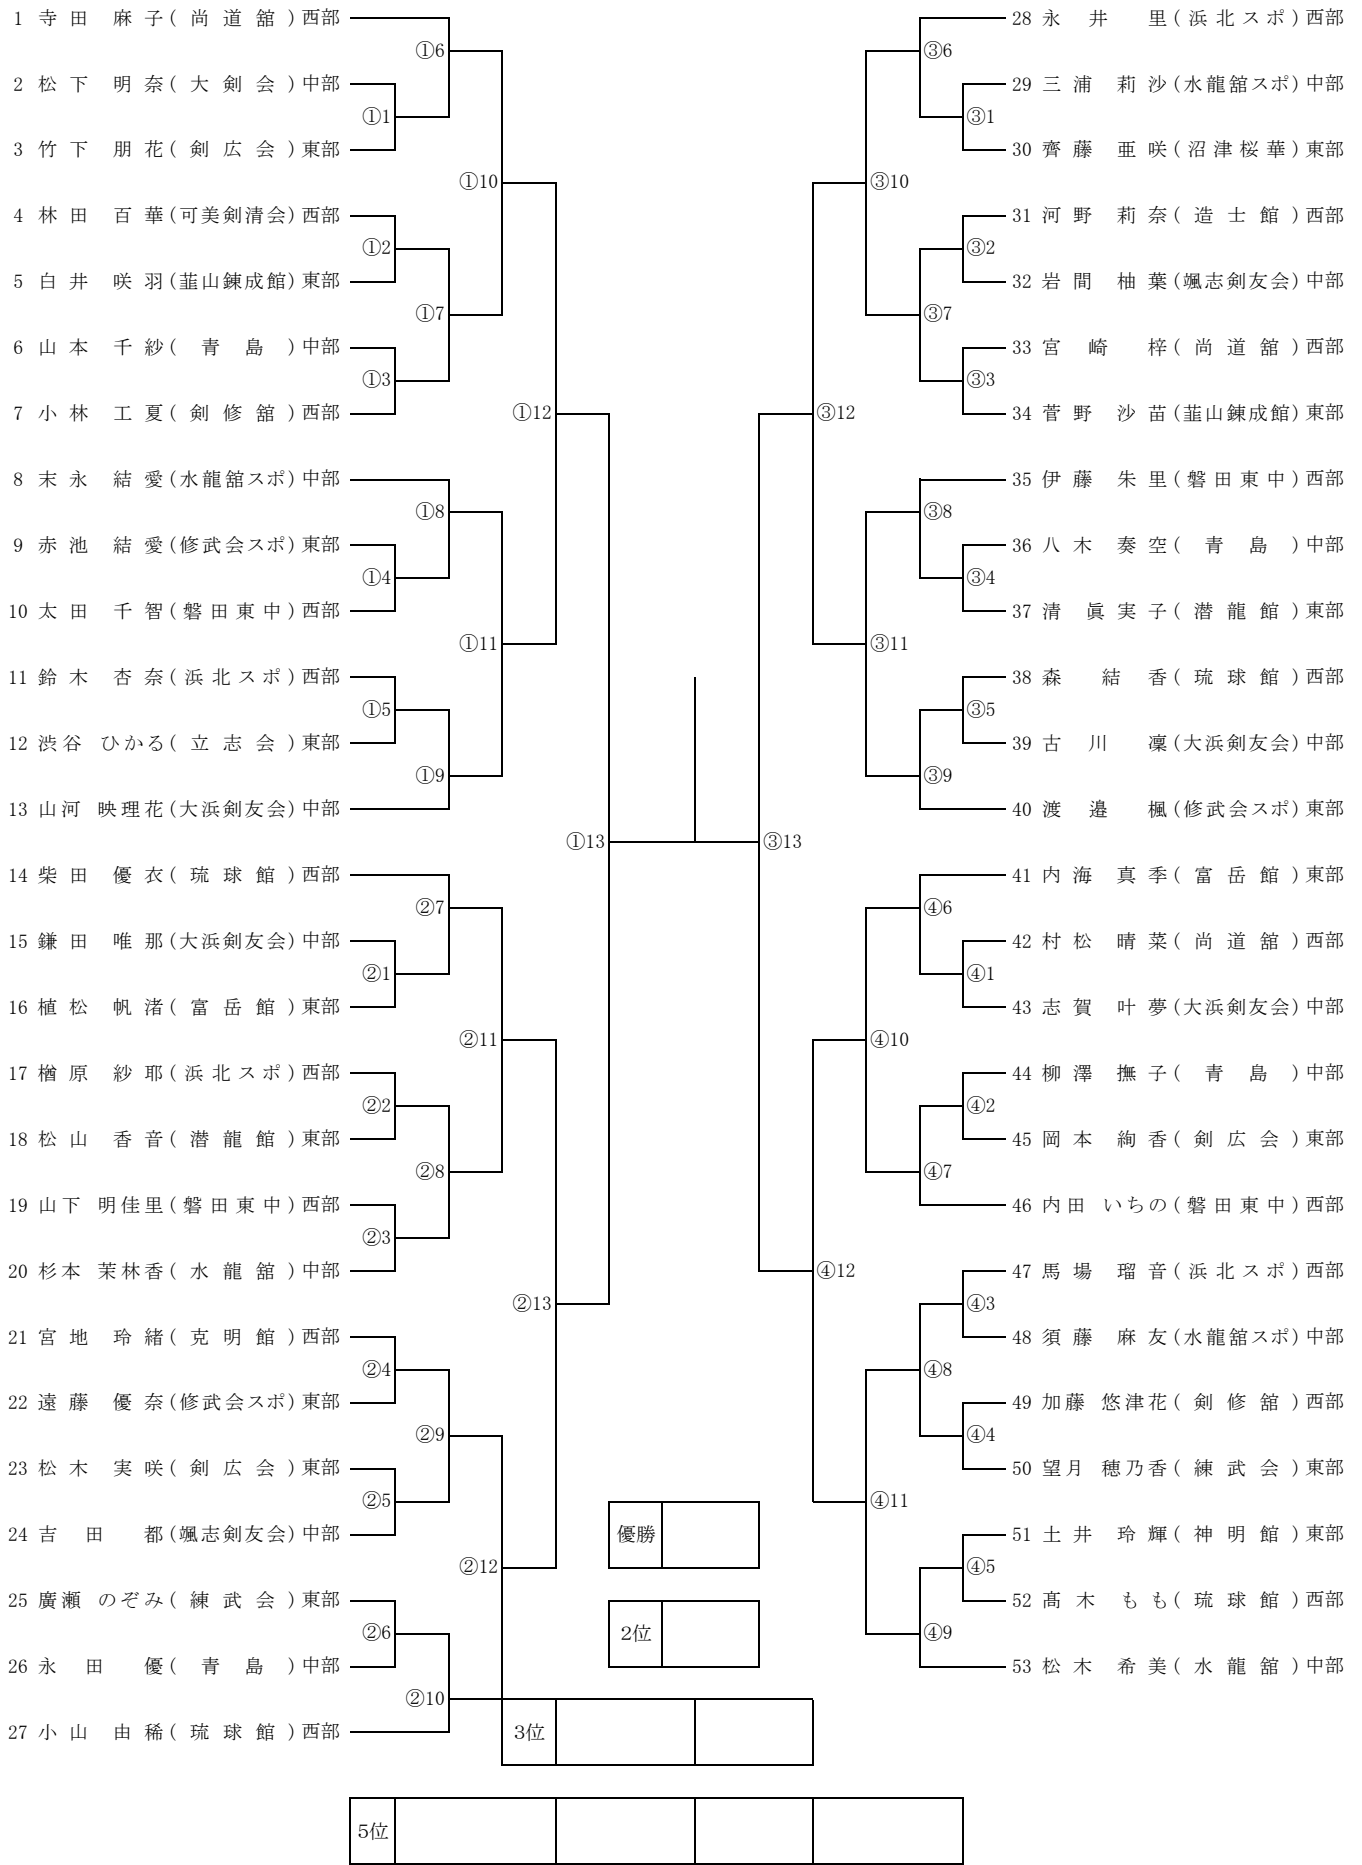 1 寺田 麻子(尚道舘)西部
①6
2 松下 明奈(大剣会)中部
①1
3 竹下 朋花(剣広会)東部
①10
4 林田 百華(可美剣清会)西部
①2
5 白井 咲羽(韮山錬成館)東部
①7
6 山本 千紗(青島)中部
①3
7 小林 工夏(剣修舘)西部
①12
8 末永 結愛(水龍舘スポ)中部
①8
9 赤池 結愛(修武会スポ)東部
①4
10 太田 千智(磐田東中)西部
①11
11 鈴木 杏奈(浜北スポ)西部
①5
12 渋谷 ひかる(立志会)東部
①9
13 山河 映理花(大浜剣友会)中部
①13
14 柴田 優衣(琉球館)西部
②7
15 鎌田 唯那(大浜剣友会)中部
②1
16 植松 帆渚(富岳館)東部
②11
17 楢原 紗耶(浜北スポ)西部
②2
18 松山 香音(潜龍館)東部
②8
19 山下 明佳里(磐田東中)西部
②3
20 杉本 茉林香(水龍舘)中部
②13
21 宮地 玲緒(克明館)西部
②4
22 遠藤 優奈(修武会スポ)東部
②9
23 松木 実咲(剣広会)東部
②5
24 吉田 都(颯志剣友会)中部
②12
25 廣瀬 のぞみ(練武会)東部
②6
26 永田 優(青島)中部
②10
27 小山 由稀(琉球館)西部
28 永井 里(浜北スポ)西部
③6
29 三浦 莉沙(水龍舘スポ)中部
③1
30 齊藤 亜咲(沼津桜華)東部
③10
31 河野 莉奈(造士館)西部
③2
32 岩間 柚葉(颯志剣友会)中部
③7
33 宮崎 梓(尚道舘)西部
③3
34 菅野 沙苗(韮山錬成館)東部
③12
35 伊藤 朱里(磐田東中)西部
③8
36 八木 奏空(青島)中部
③4
37 清 眞実子(潜龍館)東部
③11
38 森 結香(琉球館)西部
③5
39 古川 凜(大浜剣友会)中部
③9
40 渡邉 楓(修武会スポ)東部
③13
41 内海 真季(富岳館)東部
④6
42 村松 晴菜(尚道舘)西部
④1
43 志賀 叶夢(大浜剣友会)中部
④10
44 柳澤 撫子(青島)中部
④2
45 岡本 絢香(剣広会)東部
④7
46 内田 いちの(磐田東中)西部
④12
47 馬場 瑠音(浜北スポ)西部
④3
48 須藤 麻友(水龍舘スポ)中部
④8
49 加藤 悠津花(剣修舘)西部
④4
50 望月 穂乃香(練武会)東部
④11
51 土井 玲輝(神明館)東部
④5
52 髙木 もも(琉球館)西部
④9
53 松木 希美(水龍舘)中部
優勝
2位
3位
5位